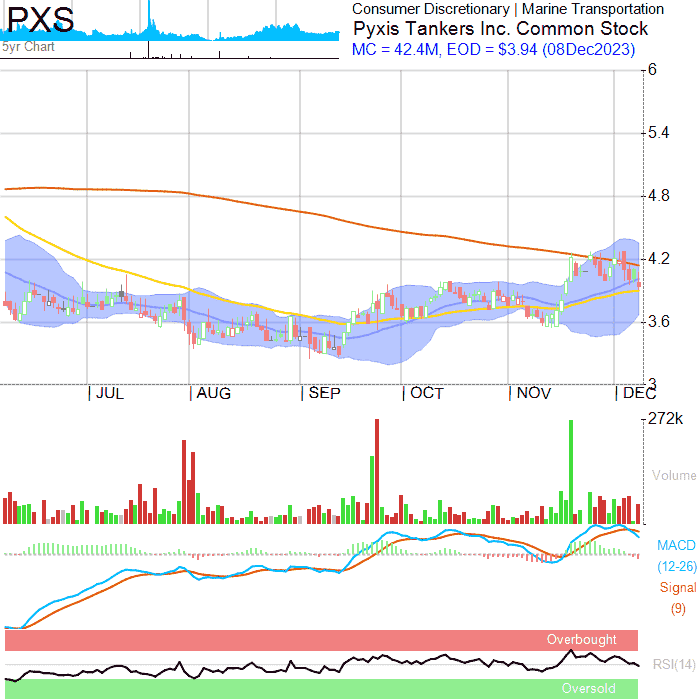 PXS
5yr Chart
Consumer Discretionary | Marine Transportation
Pyxis Tankers Inc. Common Stock
MC = 42.4M, EOD = $3.94 (08Dec2023)
6
5.4
4.8
4.2
3.6
3
JUL
AUG
SEP
OCT
NOV
DEC
272k
Volume
MACD
(12-26)
Signal
(9)
Overbought
RSI(14)
Oversold